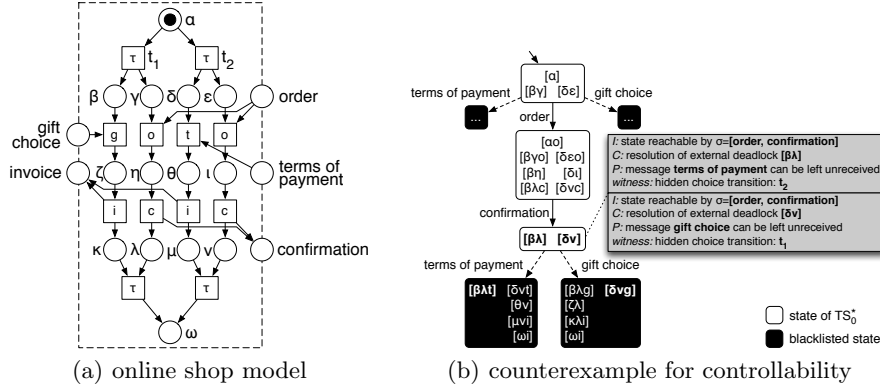 α
τ t₁ τ t₂
β γ δ ε order
gift choice g o t o
invoice ζ η θ ι terms of payment
i c i c
κ λ μ ν confirmation
τ τ
ω
(a) online shop model
[α]
[βγ] [δε]
terms of payment gift choice
... order ...
[αo]
[βγo] [δεo]
[βη] [δι]
[βλc] [δνc]
confirmation
[βλ] [δν]
terms of payment gift choice
[βλt] [δνt]
[θν]
[μνi]
[ωi]
[βλg] [δνg]
[ζλ]
[κλi]
[ωi]
I: state reachable by σ=[order, confirmation]
C: resolution of external deadlock [βλ]
P: message terms of payment can be left unreceived
witness: hidden choice transition: t₂
I: state reachable by σ=[order, confirmation]
C: resolution of external deadlock [δν]
P: message gift choice can be left unreceived
witness: hidden choice transition: t₁
state of TS*₀
blacklisted state
(b) counterexample for controllability